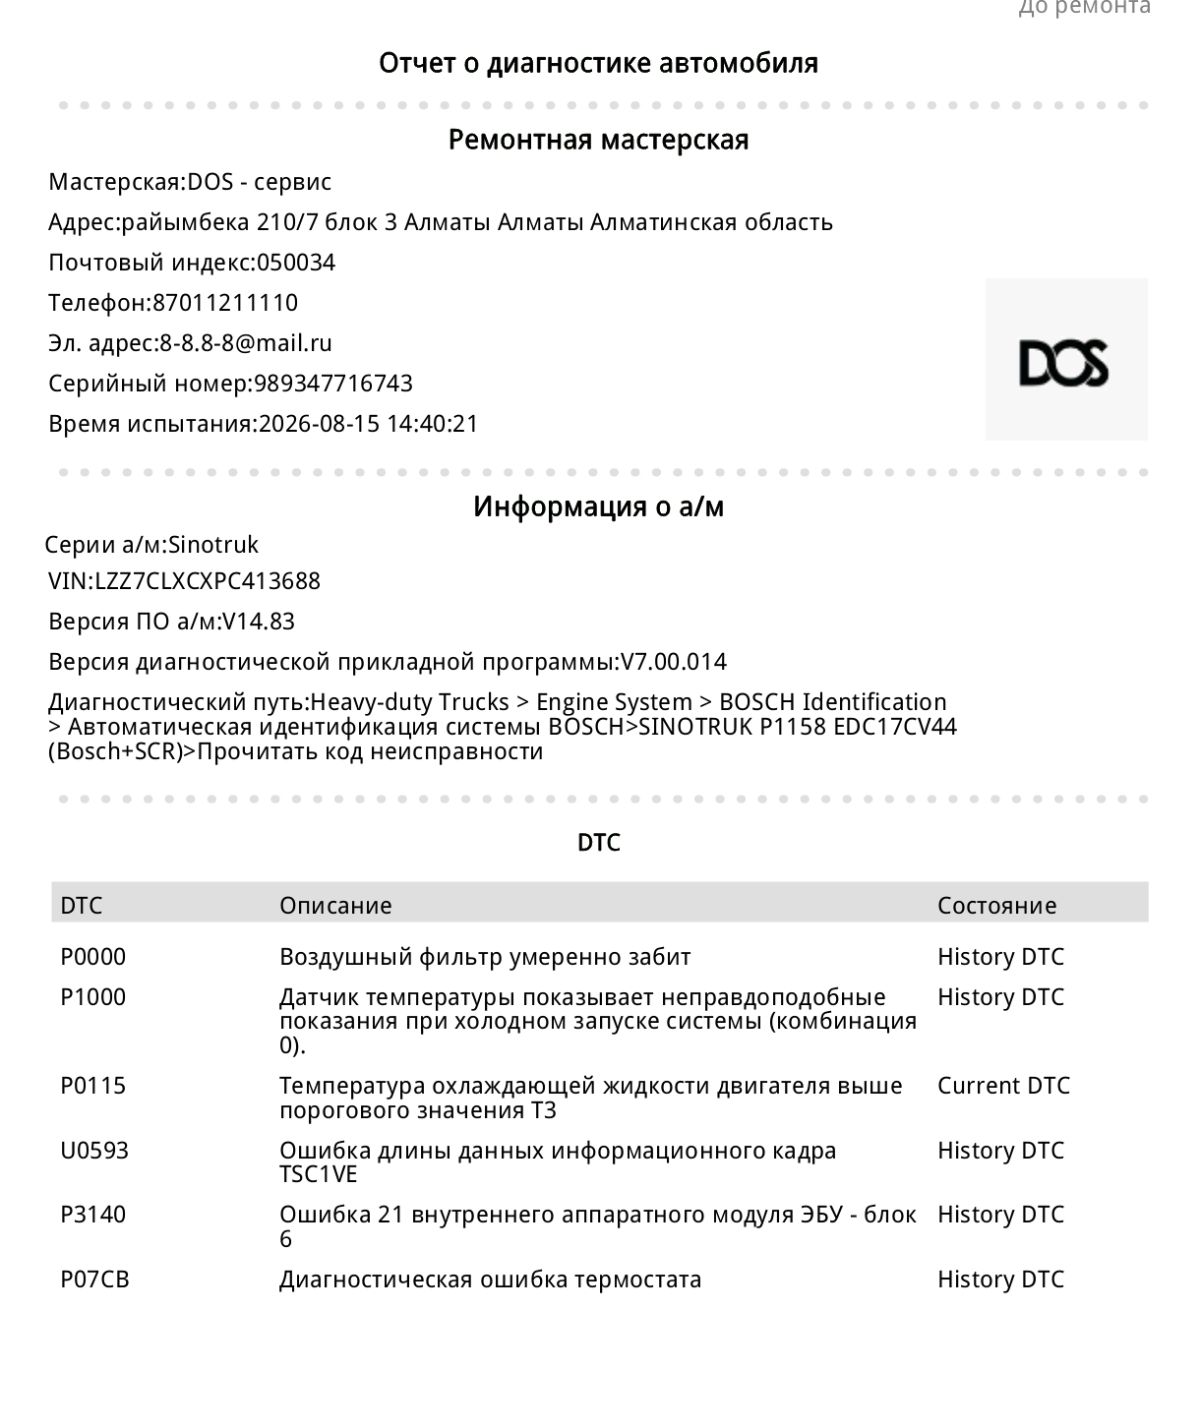 До ремонта
Отчет о диагностике автомобиля
Ремонтная мастерская
Мастерская:DOS - сервис
Адрес:райымбека 210/7 блок 3 Алматы Алматы Алматинская область
Почтовый индекс:050034
Телефон:87011211110
Эл. адрес:8-8.8-8@mail.ru
Серийный номер:989347716743
Время испытания:2026-08-15 14:40:21
DOS
Информация о а/м
Серии а/м:Sinotruk
VIN:LZZ7CLXCXPC413688
Версия ПО а/м:V14.83
Версия диагностической прикладной программы:V7.00.014
Диагностический путь:Heavy-duty Trucks > Engine System > BOSCH Identification
> Автоматическая идентификация системы BOSCH>SINOTRUK P1158 EDC17CV44
(Bosch+SCR)>Прочитать код неисправности
DTC
DTC Описание Состояние
P0000 Воздушный фильтр умеренно забит History DTC
P1000 Датчик температуры показывает неправдоподобные History DTC
показания при холодном запуске системы (комбинация
0).
P0115 Температура охлаждающей жидкости двигателя выше Current DTC
порогового значения T3
U0593 Ошибка длины данных информационного кадра History DTC
TSC1VE
P3140 Ошибка 21 внутреннего аппаратного модуля ЭБУ - блок History DTC
6
P07CB Диагностическая ошибка термостата History DTC